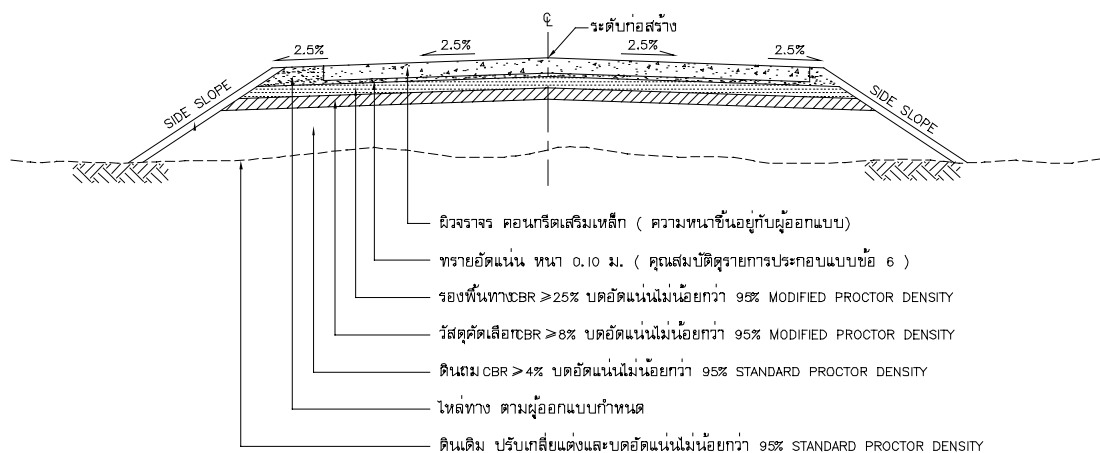 ℄
ระดับก่อสร้าง
2.5% 2.5% 2.5% 2.5%
SIDE SLOPE SIDE SLOPE
ผิวจราจร คอนกรีตเสริมเหล็ก ( ความหนาขึ้นอยู่กับผู้ออกแบบ)
ทรายอัดแน่น หนา 0.10 ม. ( คุณสมบัติดูรายการประกอบแบบข้อ 6 )
รองพื้นทางCBR ≥25% บดอัดแน่นไม่น้อยกว่า 95% MODIFIED PROCTOR DENSITY
วัสดุคัดเลือกCBR ≥8% บดอัดแน่นไม่น้อยกว่า 95% MODIFIED PROCTOR DENSITY
ดินถม CBR ≥4% บดอัดแน่นไม่น้อยกว่า 95% STANDARD PROCTOR DENSITY
ไหล่ทาง ตามผู้ออกแบบกำหนด
ดินเดิม ปรับเกลี่ยแต่งและบดอัดแน่นไม่น้อยกว่า 95% STANDARD PROCTOR DENSITY